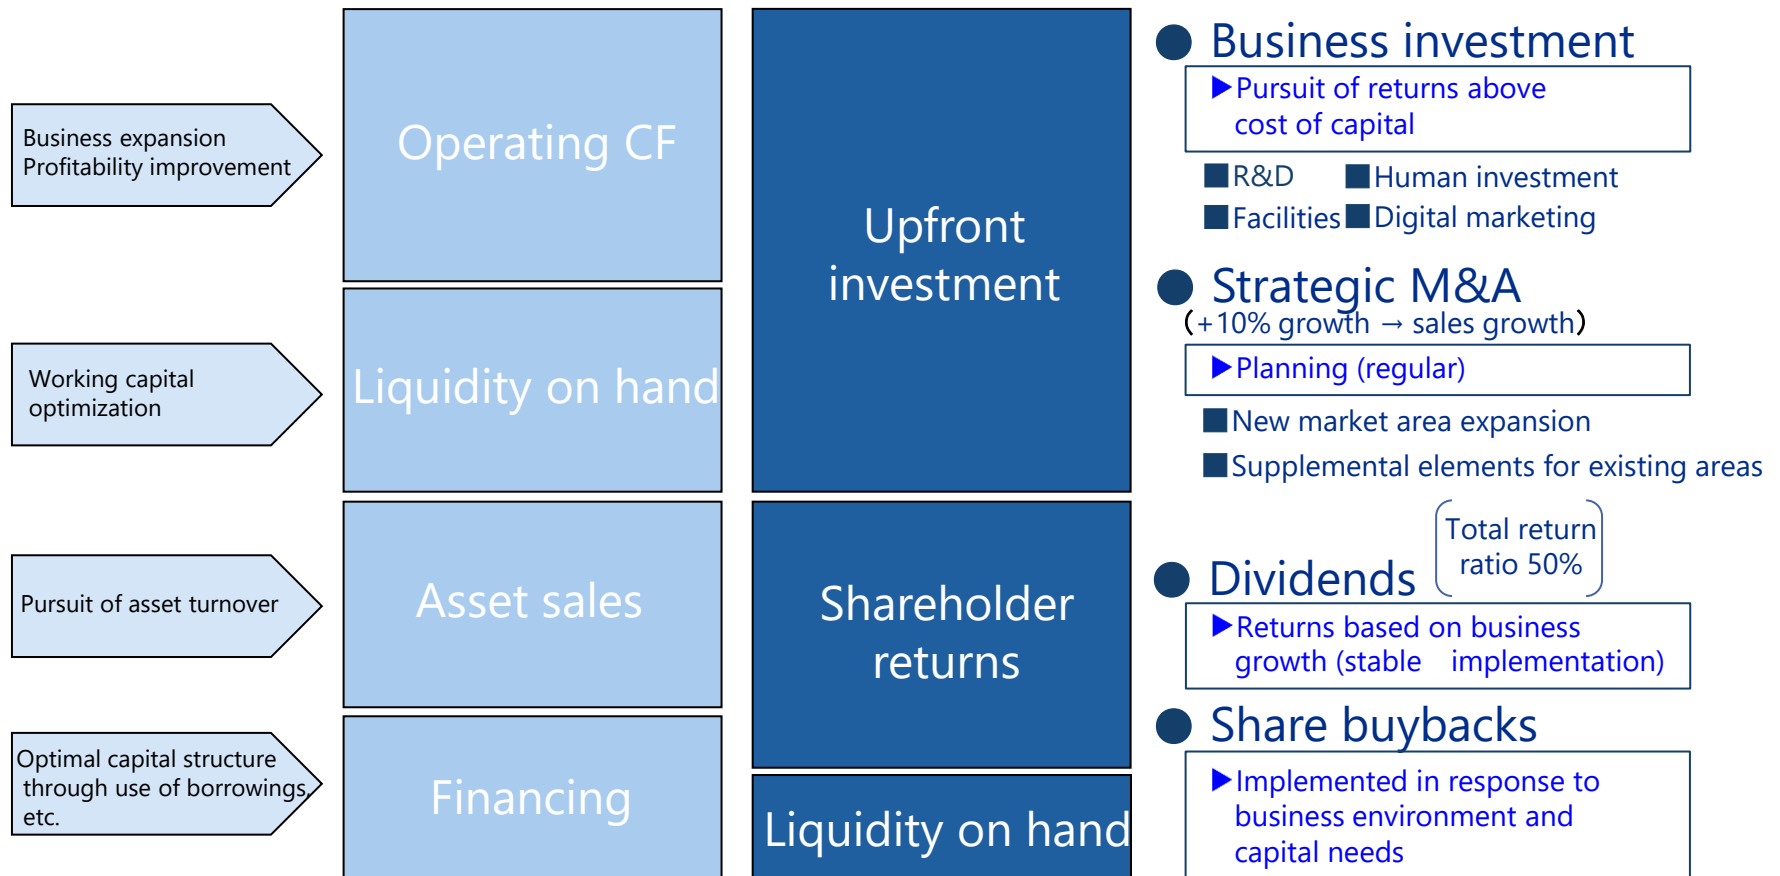 Business expansion
Profitability improvement
Working capital
optimization
Pursuit of asset turnover
Optimal capital structure
through use of borrowings,
etc.
Operating CF
Liquidity on hand
Asset sales
Financing
Upfront
investment
Shareholder
returns
Liquidity on hand
● Business investment
▶Pursuit of returns above
cost of capital
■R&D ■Human investment
■Facilities ■Digital marketing
● Strategic M&A
(+10% growth → sales growth)
▶Planning (regular)
■New market area expansion
■Supplemental elements for existing areas
Total return
ratio 50%
● Dividends
▶Returns based on business
growth (stable implementation)
● Share buybacks
▶Implemented in response to
business environment and
capital needs